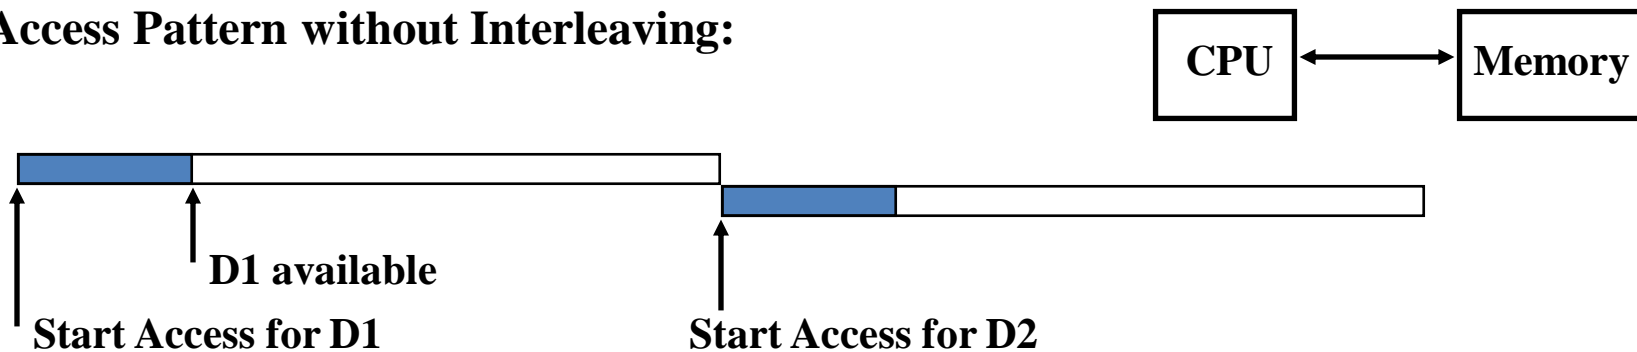 Access Pattern without Interleaving:
CPU
Memory
D1 available
Start Access for D1
Start Access for D2